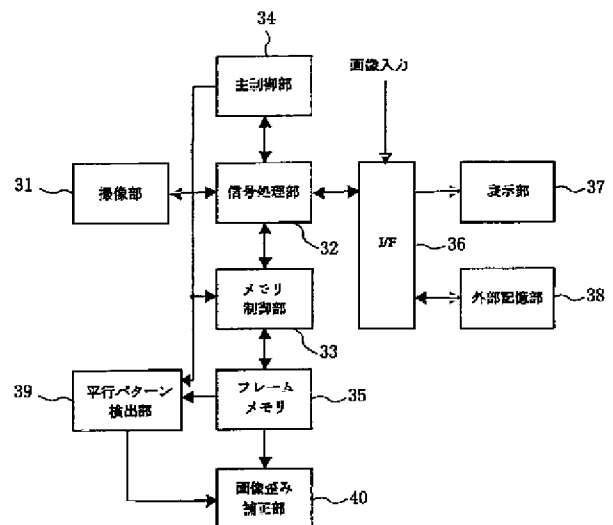 34
主制御部
画像入力
31
撮像部
信号処理部
32
I/F
36
表示部
37
メモリ
制御部
33
外部記憶部
38
39
平行パターン
検出部
フレーム
メモリ
35
画像歪み
補正部
40